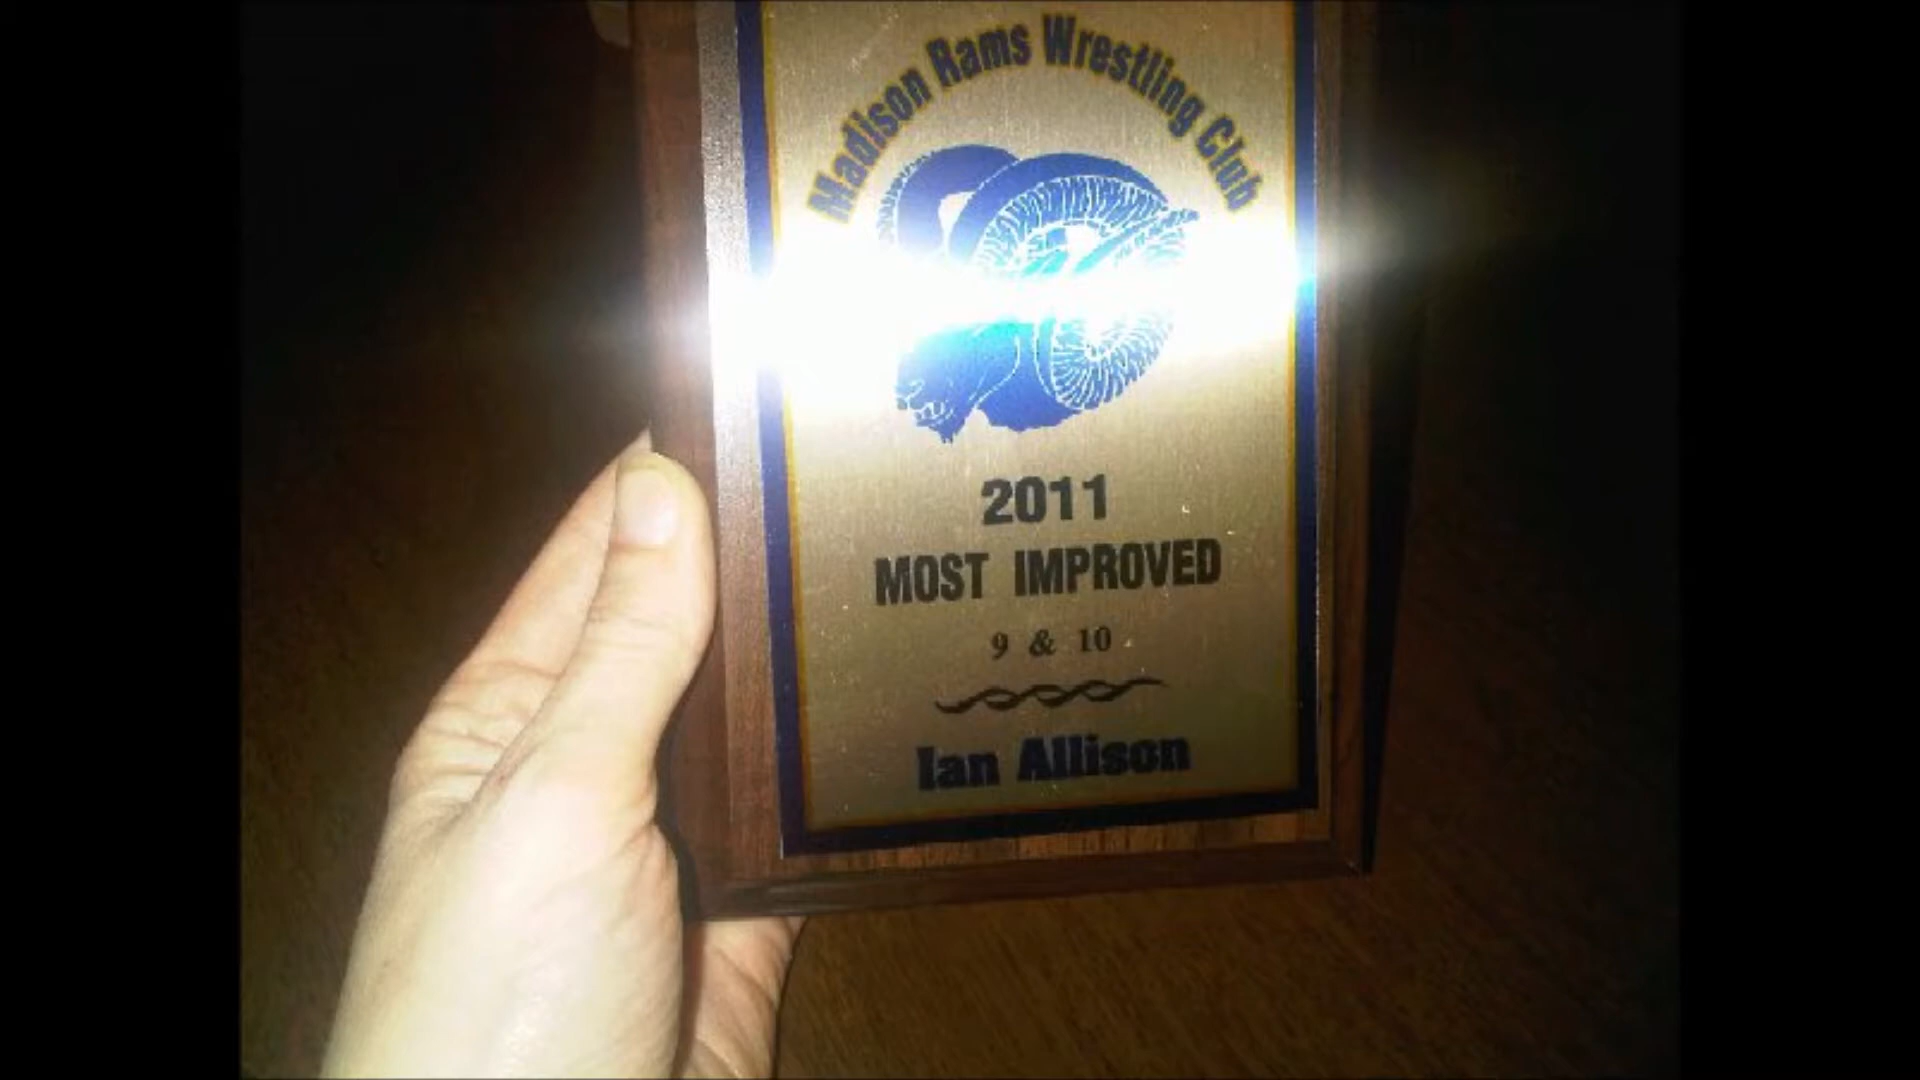 Madison Rams Wrestling Club
2011
MOST IMPROVED
9 & 10
Ian Allison